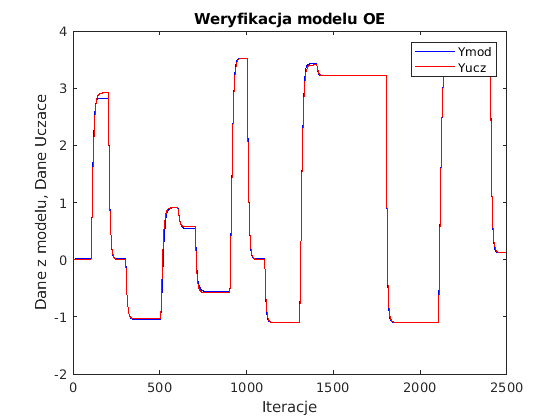 Weryfikacja modelu OE
Dane z modelu, Dane Uczace
4
3
2
1
0
-1
-2
Ymod
Yucz
0
500
1000
1500
2000
2500
Iteracje